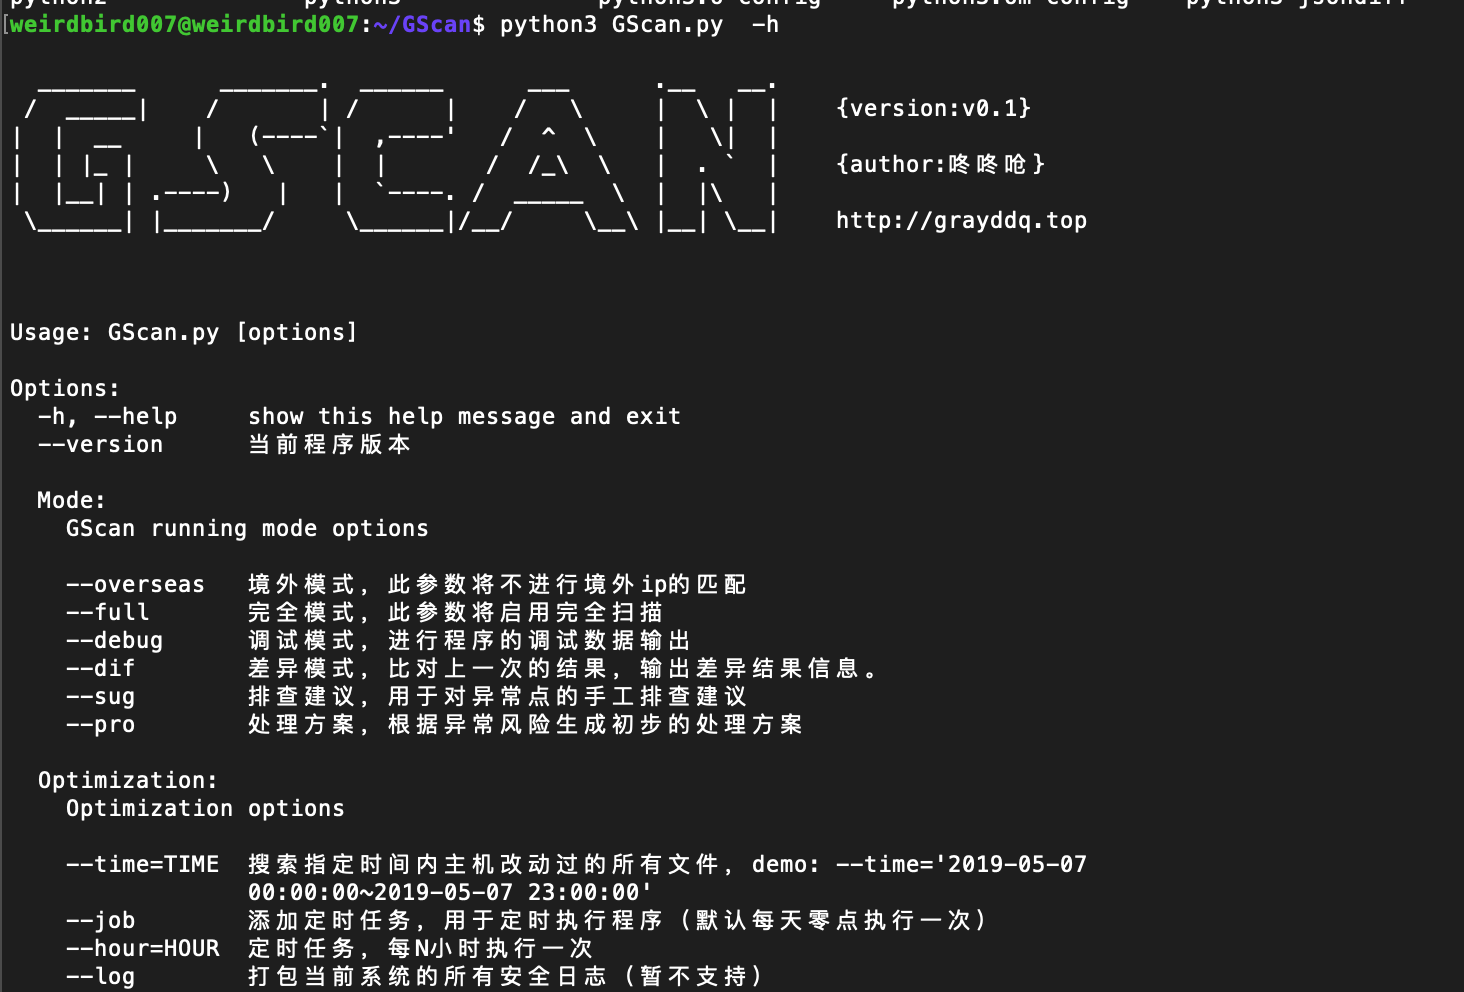 weirdbird007@weirdbird007:~/GScan$ python3 GScan.py  -h
{version:v0.1}
{author:咚咚呛}
http://grayddq.top
Usage: GScan.py [options]
Options:
-h, --help     show this help message and exit
--version      当前程序版本
Mode:
GScan running mode options
--overseas   境外模式，此参数将不进行境外ip的匹配
--full       完全模式，此参数将启用完全扫描
--debug      调试模式，进行程序的调试数据输出
--dif        差异模式，比对上一次的结果，输出差异结果信息。
--sug        排查建议，用于对异常点的手工排查建议
--pro        处理方案，根据异常风险生成初步的处理方案
Optimization:
Optimization options
--time=TIME  搜索指定时间内主机改动过的所有文件，demo: --time='2019-05-07
00:00:00~2019-05-07 23:00:00'
--job        添加定时任务，用于定时执行程序（默认每天零点执行一次）
--hour=HOUR  定时任务，每N小时执行一次
--log        打包当前系统的所有安全日志（暂不支持）